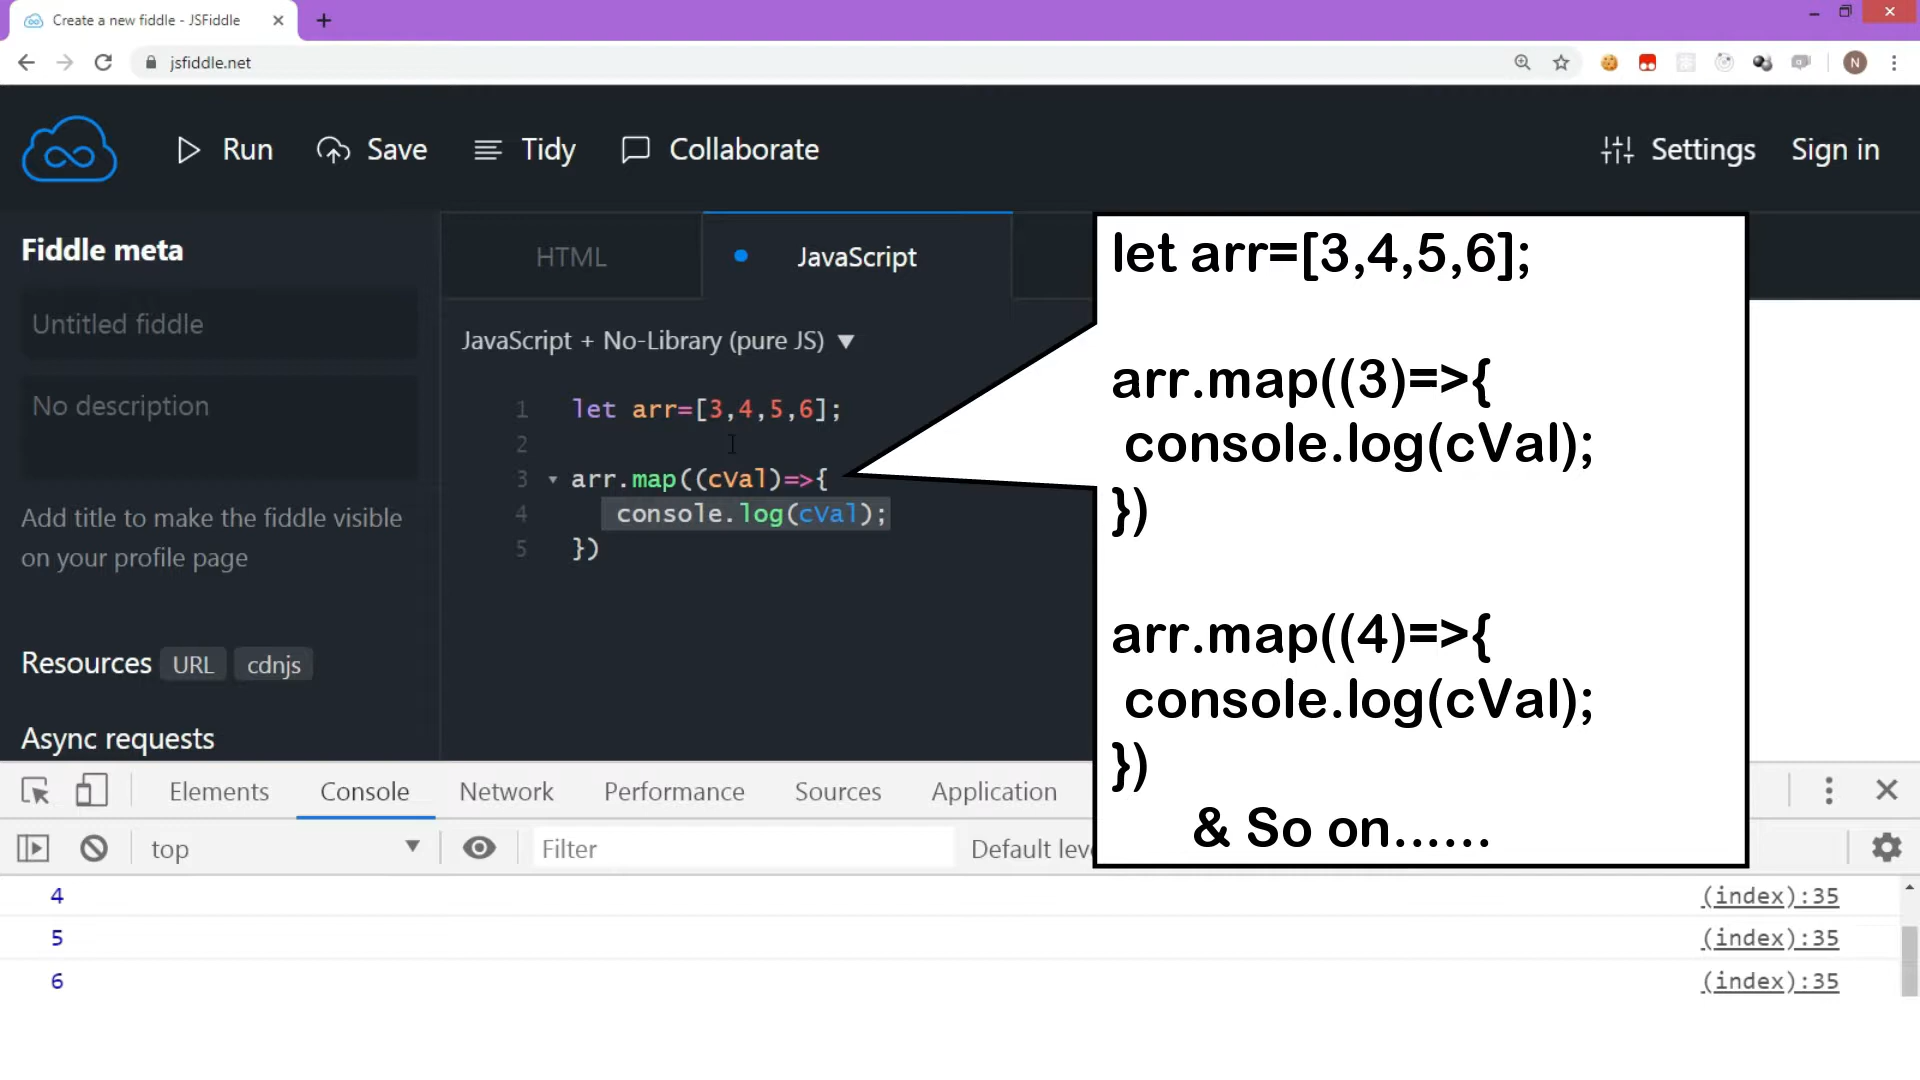 Create a new fiddle - JSFiddle
jsfiddle.net
N
Run
Save
Tidy
Collaborate
Settings
Sign in
Fiddle meta
Untitled fiddle
No description
Add title to make the fiddle visible
on your profile page
Resources URL cdnjs
Async requests
HTML
JavaScript
JavaScript + No-Library (pure JS) ▼
1 let arr=[3,4,5,6];
2
3 arr.map((cVal)=>{
4 console.log(cVal);
5 })
let arr=[3,4,5,6];
arr.map((3)=>{
console.log(cVal);
})
arr.map((4)=>{
console.log(cVal);
})
& So on......
Elements
Console
Network
Performance
Sources
Application
top
Filter
Default
4 (index):35
5 (index):35
6 (index):35